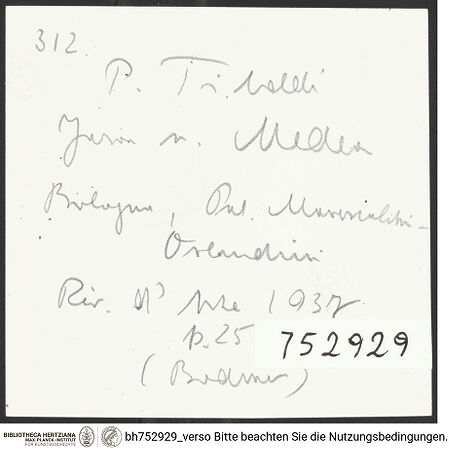 312.
P. Tibaldi
Jason u. Medea
Bologna, Pal. Marescalchi-
Orlandini
Riv. d'Arte 1937
p. 25
752929
(Bodmer)
BIBLIOTHECA HERTZIANA
MAX-PLANCK-INSTITUT
FÜR KUNSTGESCHICHTE
bh752929_verso Bitte beachten Sie die Nutzungsbedingungen.